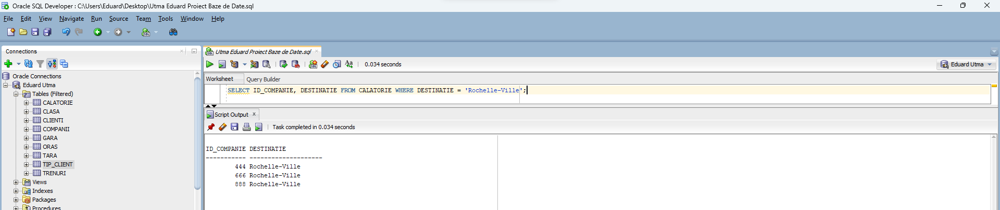 Oracle SQL Developer : C:\Users\Eduard\Desktop\Utma Eduard Proiect Baze de Date.sql
File Edit View Navigate Run Source Team Tools Window Help
Connections
Oracle Connections
Eduard Utma
Tables (Filtered)
CALATORIE
CLASA
CLIENTI
COMPANII
GARA
ORAS
TARA
TIP_CLIENT
TRENURI
Views
Indexes
Packages
Procedures
Utma Eduard Proiect Baze de Date.sql
0.034 seconds
Eduard Utma
Worksheet Query Builder
SELECT ID_COMPANIE, DESTINATIE FROM CALATORIE WHERE DESTINATIE = 'Rochelle-Ville';
Script Output x
Task completed in 0.034 seconds
ID_COMPANIE DESTINATIE
----------- --------------------
444 Rochelle-Ville
666 Rochelle-Ville
888 Rochelle-Ville